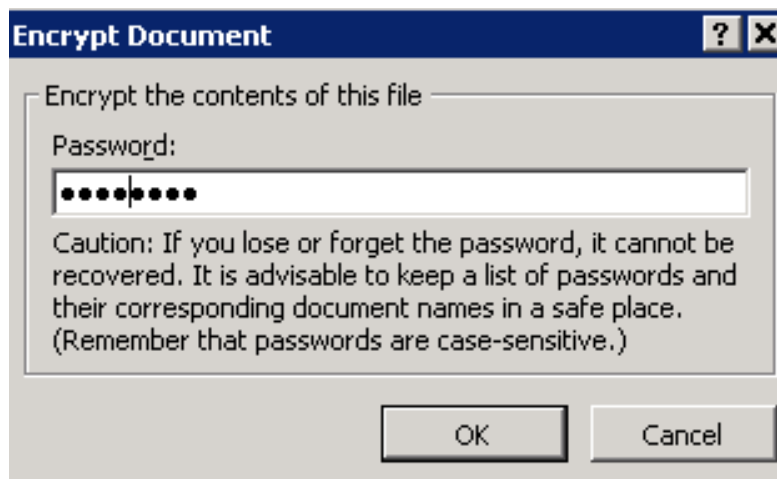 Encrypt Document ? X
Encrypt the contents of this file
Password:
••••••••
Caution: If you lose or forget the password, it cannot be
recovered. It is advisable to keep a list of passwords and
their corresponding document names in a safe place.
(Remember that passwords are case-sensitive.)
OK Cancel